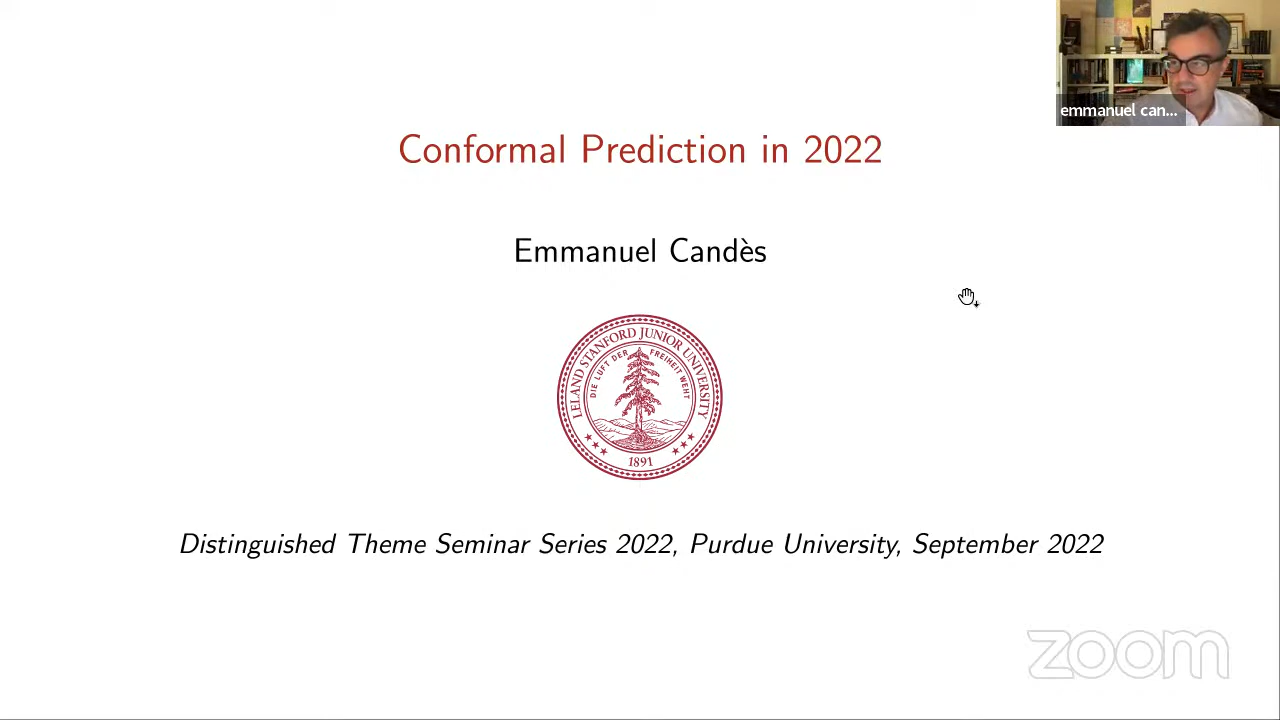 emmanuel can...
Conformal Prediction in 2022
Emmanuel Candès
LELAND STANFORD JUNIOR UNIVERSITY
DIE LUFT DER FREIHEIT WEHT
1891
Distinguished Theme Seminar Series 2022, Purdue University, September 2022
zoom